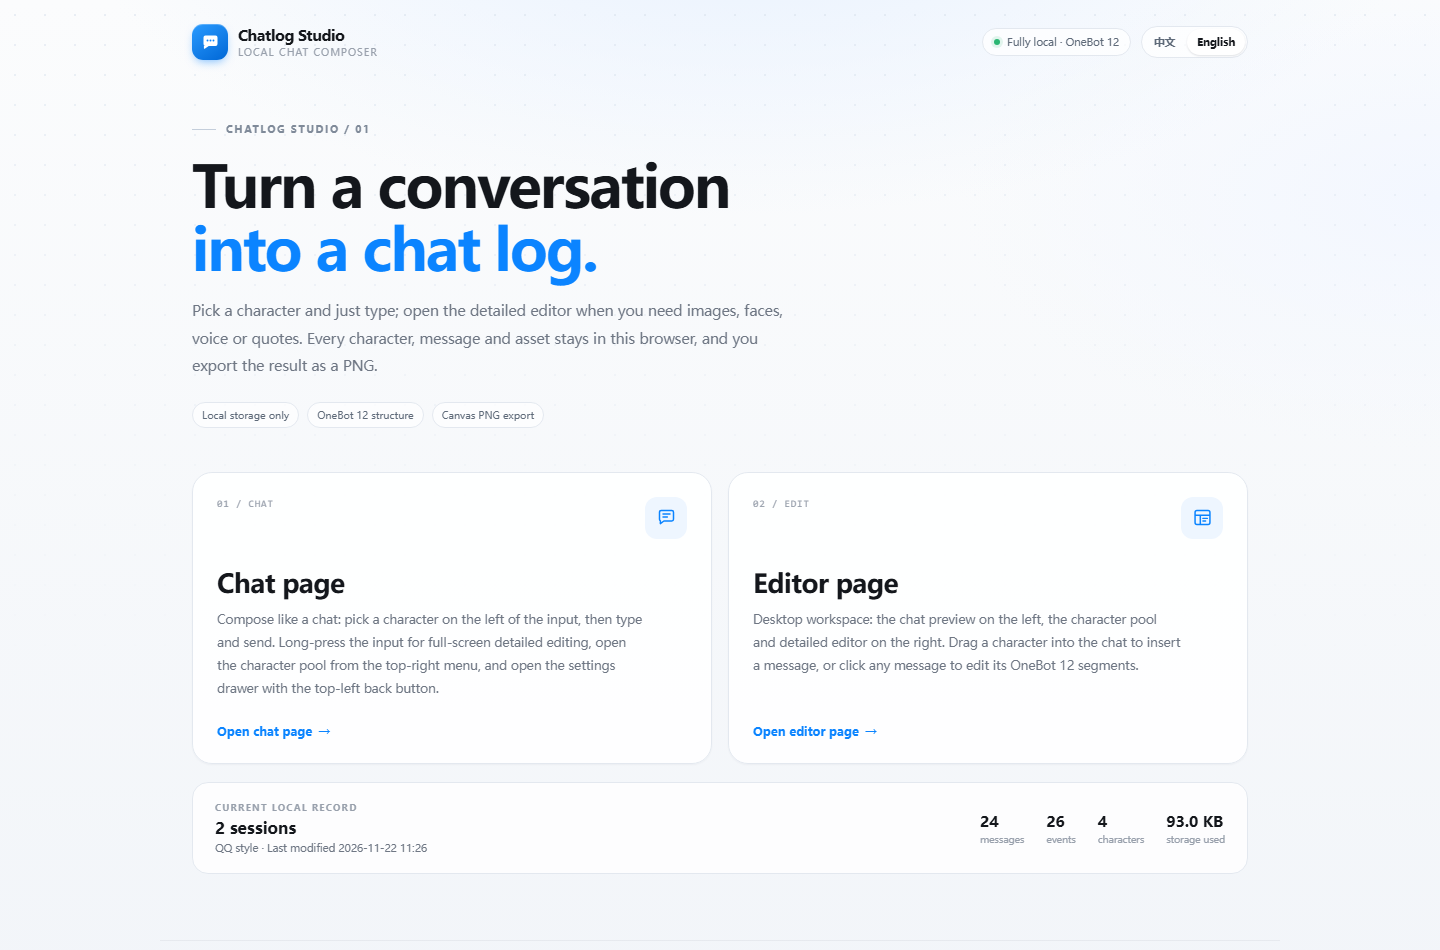 Chatlog Studio
LOCAL CHAT COMPOSER
Fully local · OneBot 12
中文
English
CHATLOG STUDIO / 01
Turn a conversation
into a chat log.
Pick a character and just type; open the detailed editor when you need images, faces,
voice or quotes. Every character, message and asset stays in this browser, and you
export the result as a PNG.
Local storage only
OneBot 12 structure
Canvas PNG export
01 / CHAT
Chat page
Compose like a chat: pick a character on the left of the input, then type
and send. Long-press the input for full-screen detailed editing, open
the character pool from the top-right menu, and open the settings
drawer with the top-left back button.
Open chat page →
02 / EDIT
Editor page
Desktop workspace: the chat preview on the left, the character pool
and detailed editor on the right. Drag a character into the chat to insert
a message, or click any message to edit its OneBot 12 segments.
Open editor page →
CURRENT LOCAL RECORD
2 sessions
QQ style · Last modified 2026-11-22 11:26
24
messages
26
events
4
characters
93.0 KB
storage used